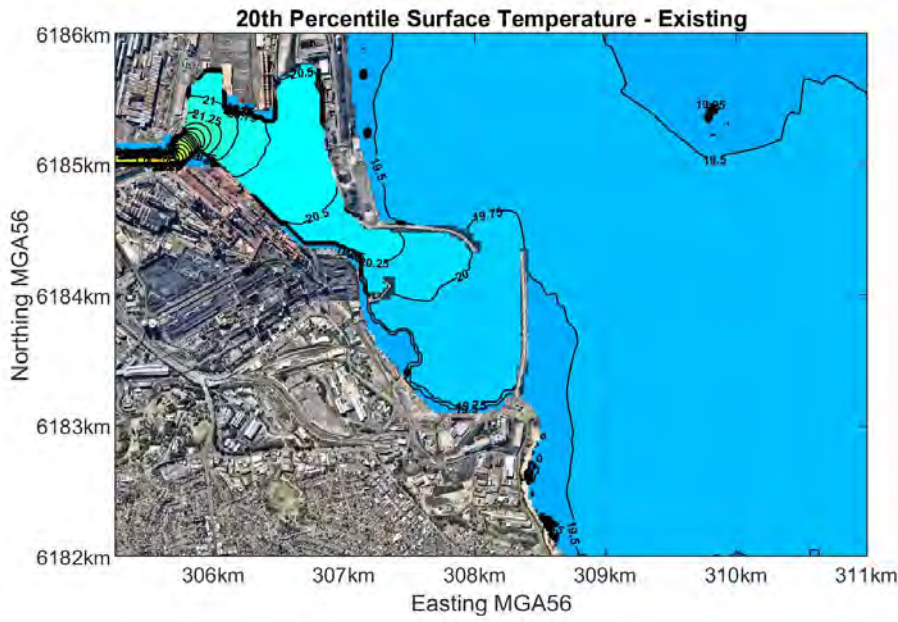 20th Percentile Surface Temperature - Existing
6186km
6185km
6184km
6183km
6182km
Northing MGA56
20.5
21
21.25
19.5
19.25
19.5
20.5
19.75
20.25
20
19.75
19.5
19.5
306km
307km
308km
309km
310km
311km
Easting MGA56